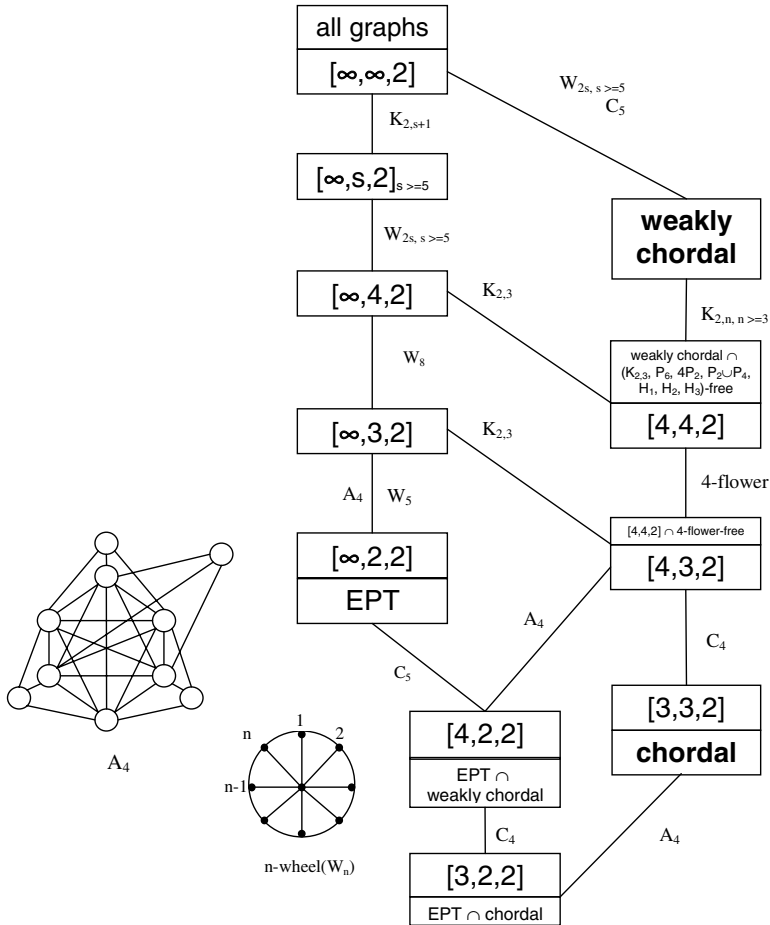 all graphs
[∞,∞,2]
W2s, s >=5
C5
K2,s+1
[∞,s,2]s >=5
weakly
chordal
W2s, s >=5
K2,n, n >=3
[∞,4,2]
K2,3
weakly chordal ∩
(K2,3, P6, 4P2, P2∪P4,
H1, H2, H3)-free
[4,4,2]
W8
[∞,3,2]
K2,3
4-flower
A4
W5
[4,4,2] ∩ 4-flower-free
[4,3,2]
[∞,2,2]
EPT
A4
C4
C5
[3,3,2]
chordal
[4,2,2]
EPT ∩
weakly chordal
A4
n
1
2
n-1
n-wheel(Wn)
C4
A4
[3,2,2]
EPT ∩ chordal